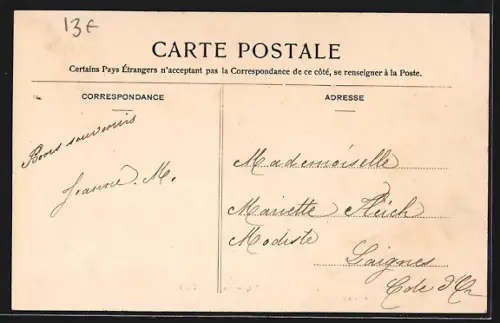 13€
CARTE POSTALE
Certains Pays Étrangers n'acceptant pas la Correspondance de ce côté, se renseigner à la Poste.
CORRESPONDANCE
Bons souvenirs
Jeanne. M.
ADRESSE
Mademoiselle
Mariette
Modiste
Laignes
Cote d'Or